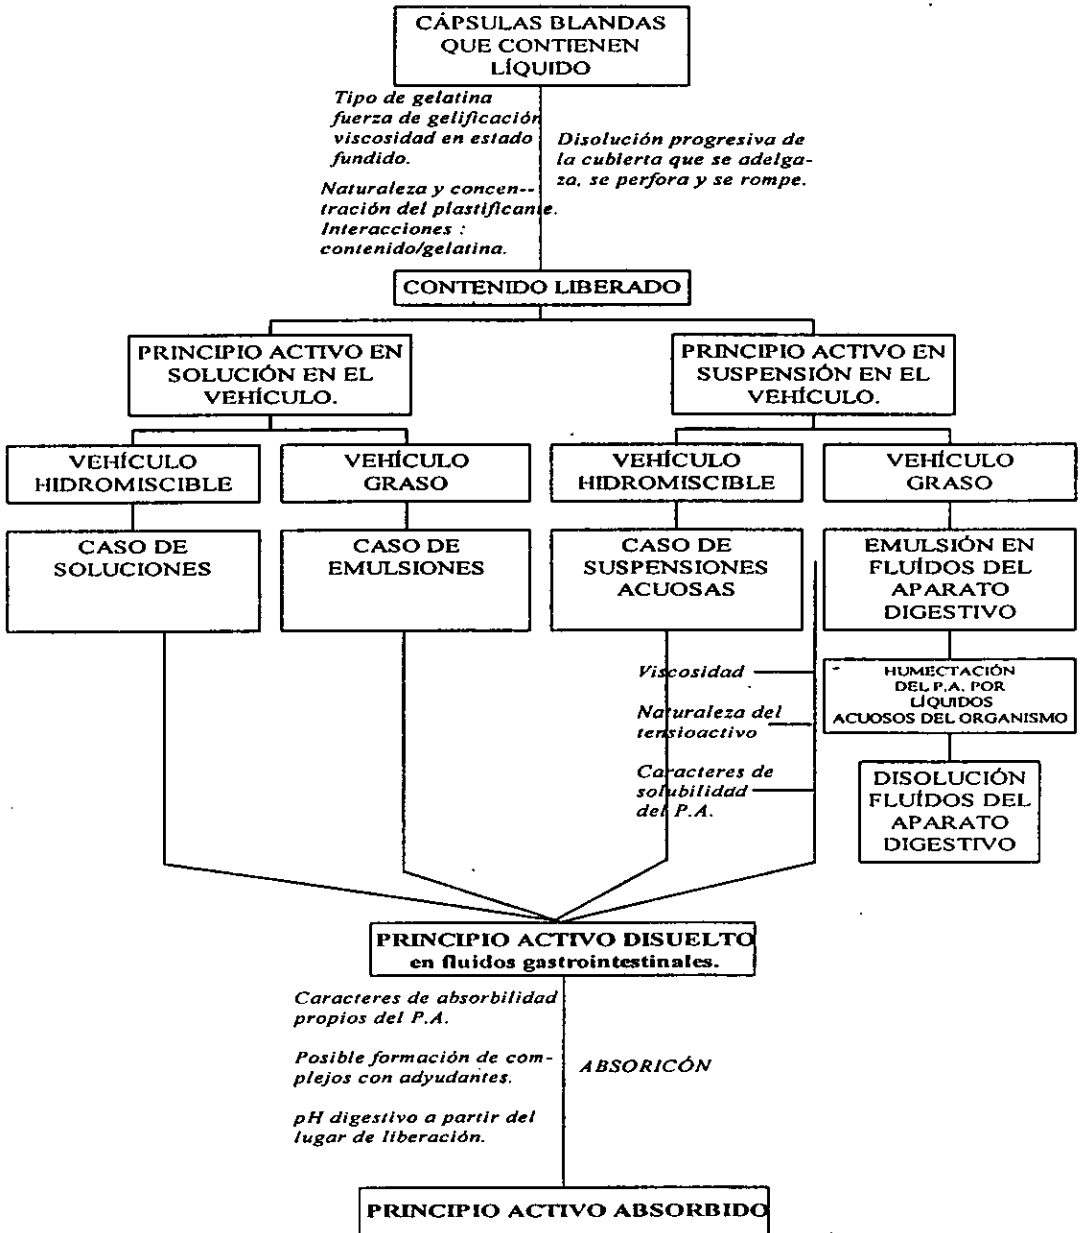 CÁPSULAS BLANDAS
QUE CONTIENEN
LÍQUIDO
Tipo de gelatina
fuerza de gelificación
viscosidad en estado
fundido.
Naturaleza y concen--
tración del plastificante.
Interacciones :
contenido/gelatina.
Disolución progresiva de
la cubierta que se adelga-
za, se perfora y se rompe.
CONTENIDO LIBERADO
PRINCIPIO ACTIVO EN
SOLUCIÓN EN EL
VEHÍCULO.
PRINCIPIO ACTIVO EN
SUSPENSIÓN EN EL
VEHÍCULO.
VEHÍCULO
HIDROMISCIBLE
VEHÍCULO
GRASO
VEHÍCULO
HIDROMISCIBLE
VEHÍCULO
GRASO
CASO DE
SOLUCIONES
CASO DE
EMULSIONES
CASO DE
SUSPENSIONES
ACUOSAS
EMULSIÓN EN
FLUÍDOS DEL
APARATO
DIGESTIVO
Viscosidad
Naturaleza del
tensioactivo
Caracteres de
solubilidad
del P.A.
HUMECTACIÓN
DEL P.A. POR
LÍQUIDOS
ACUOSOS DEL ORGANISMO
DISOLUCIÓN
FLUÍDOS DEL
APARATO
DIGESTIVO
PRINCIPIO ACTIVO DISUELTO
en fluidos gastrointestinales.
Caracteres de absorbilidad
propios del P.A.
Posible formación de com-
plejos con adyudantes.
pH digestivo a partir del
lugar de liberación.
ABSORICÓN
PRINCIPIO ACTIVO ABSORBIDO